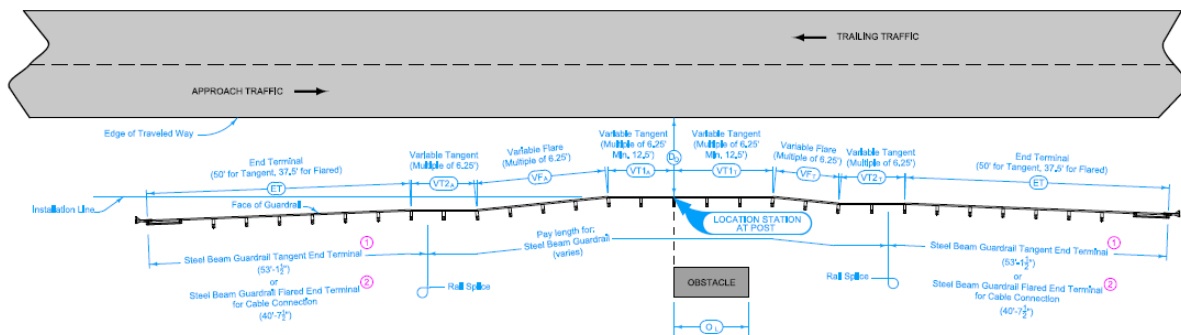 TRAILING TRAFFIC
APPROACH TRAFFIC
Edge of Traveled Way
End Terminal
(50' for Tangent, 37.5' for Flared)
ET
Variable Tangent
(Multiple of 6.25')
VT2A
Variable Flare
(Multiple of 6.25')
VFA
Variable Tangent
(Multiple of 6.25'
Min. 12.5')
VT1A
DO
Variable Tangent
(Multiple of 6.25'
Min. 12.5')
VT1T
Variable Flare
(Multiple of 6.25')
VFT
Variable Tangent
(Multiple of 6.25')
VT2T
End Terminal
(50' for Tangent, 37.5' for Flared)
ET
Installation Line
Face of Guardrail
LOCATION STATION
AT POST
Steel Beam Guardrail Tangent End Terminal 1
(53'-1½")
or
Steel Beam Guardrail Flared End Terminal 2
for Cable Connection
(40'-7½")
Rail Splice
Pay length for:
Steel Beam Guardrail
(varies)
OBSTACLE
OL
Rail Splice
Steel Beam Guardrail Tangent End Terminal 1
(53'-1½")
or
Steel Beam Guardrail Flared End Terminal 2
for Cable Connection
(40'-7½")